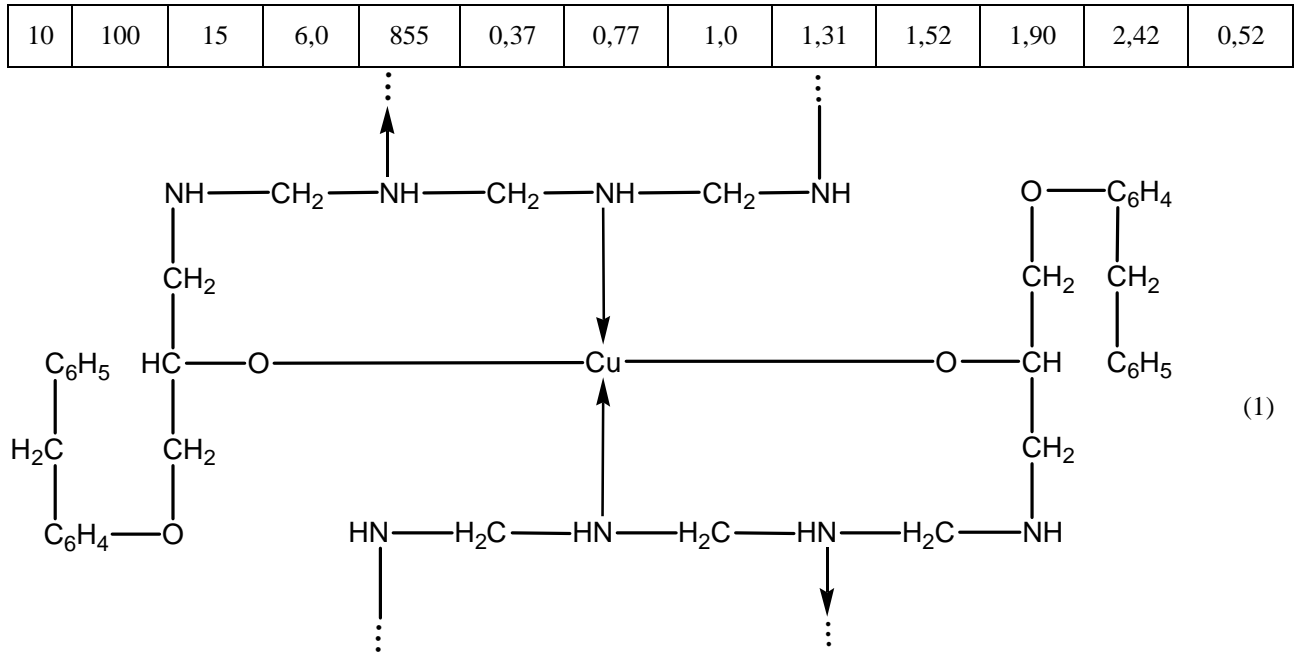 10 100 15 6,0 855 0,37 0,77 1,0 1,31 1,52 1,90 2,42 0,52
NH CH₂ NH CH₂ NH CH₂ NH O C₆H₄
CH₂ CH₂ CH₂
C₆H₅ HC O Cu O CH C₆H₅
(1)
H₂C CH₂ CH₂
C₆H₄ O HN H₂C HN H₂C HN H₂C NH